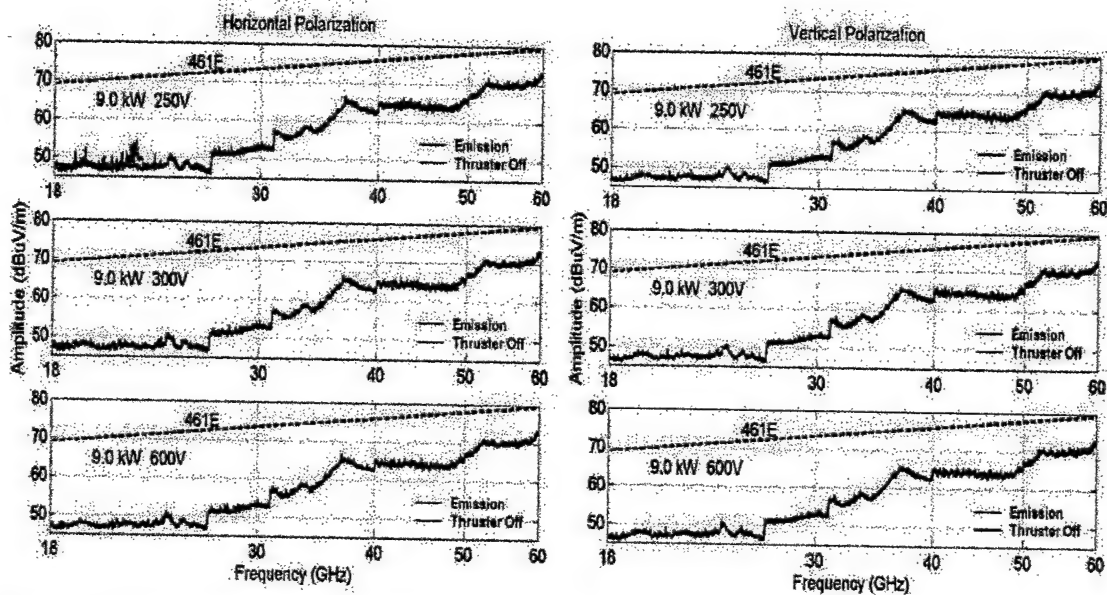 Horizontal Polarization
80
70
60
50
461E
9.0 kW 250V
Emission
Thruster Off
18
30
40
50
60
80
70
60
50
461E
9.0 kW 300V
Emission
Thruster Off
18
30
40
50
60
80
70
60
50
461E
9.0 kW 600V
Emission
Thruster Off
18
30
40
50
60
Amplitude (dBuV/m)
Frequency (GHz)
Vertical Polarization
80
70
60
50
461E
9.0 kW 250V
Emission
Thruster Off
18
30
40
50
60
80
70
60
50
461E
9.0 kW 300V
Emission
Thruster Off
18
30
40
50
60
80
70
60
50
461E
9.0 kW 600V
Emission
Thruster Off
18
30
40
50
60
Amplitude (dBuV/m)
Frequency (GHz)